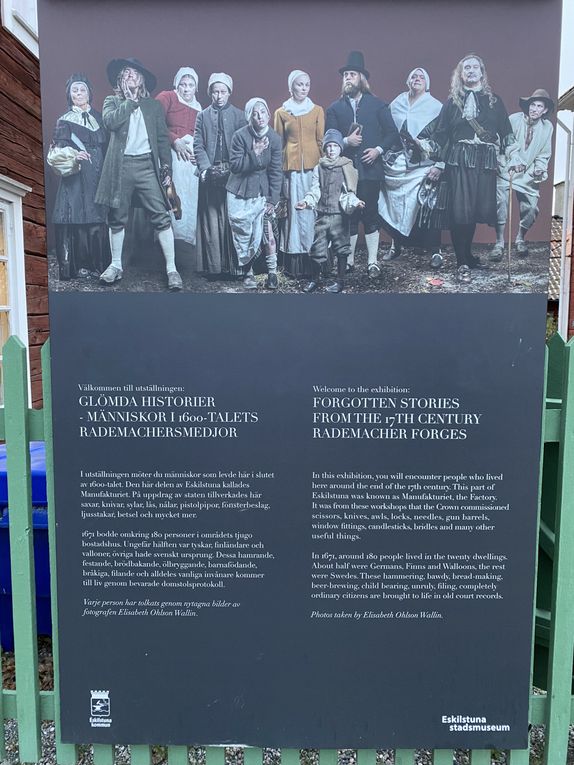 Välkommen till utställningen:
GLÖMDA HISTORIER
- MÄNNISKOR I 1600-TALETS
RADEMACHERSMEDJOR
I utställningen möter du människor som levde här i slutet
av 1600-talet. Den här delen av Eskilstuna kallades
Manufakturiet. På uppdrag av staten tillverkades här
saxar, knivar, sylar, lås, nålar, pistolpipor, fönsterbeslag,
ljusstakar, betsel och mycket mer.
1671 bodde omkring 180 personer i områdets tjugo
bostadshus. Ungefär hälften var tyskar, finländare och
valloner, övriga hade svenskt ursprung. Dessa hamrande,
festande, brödbakande, ölbryggande, barnafödande,
bråkiga, filande och alldeles vanliga invånare kommer
till liv genom bevarade domstolsprotokoll.
Varje person har tolkats genom nytagna bilder av
fotografen Elisabeth Ohlson Wallin.
Eskilstuna
kommun
Welcome to the exhibition:
FORGOTTEN STORIES
FROM THE 17TH CENTURY
RADEMACHER FORGES
In this exhibition, you will encounter people who lived
here around the end of the 17th century. This part of
Eskilstuna was known as Manufakturiet, the Factory.
It was from these workshops that the Crown commissioned
scissors, knives, awls, locks, needles, gun barrels,
window fittings, candlesticks, bridles and many other
useful things.
In 1671, around 180 people lived in the twenty dwellings.
About half were Germans, Finns and Walloons, the rest
were Swedes. These hammering, bawdy, bread-making,
beer-brewing, child bearing, unruly, filing, completely
ordinary citizens are brought to life in old court records.
Photos taken by Elisabeth Ohlson Wallin.
Eskilstuna
stadsmuseum